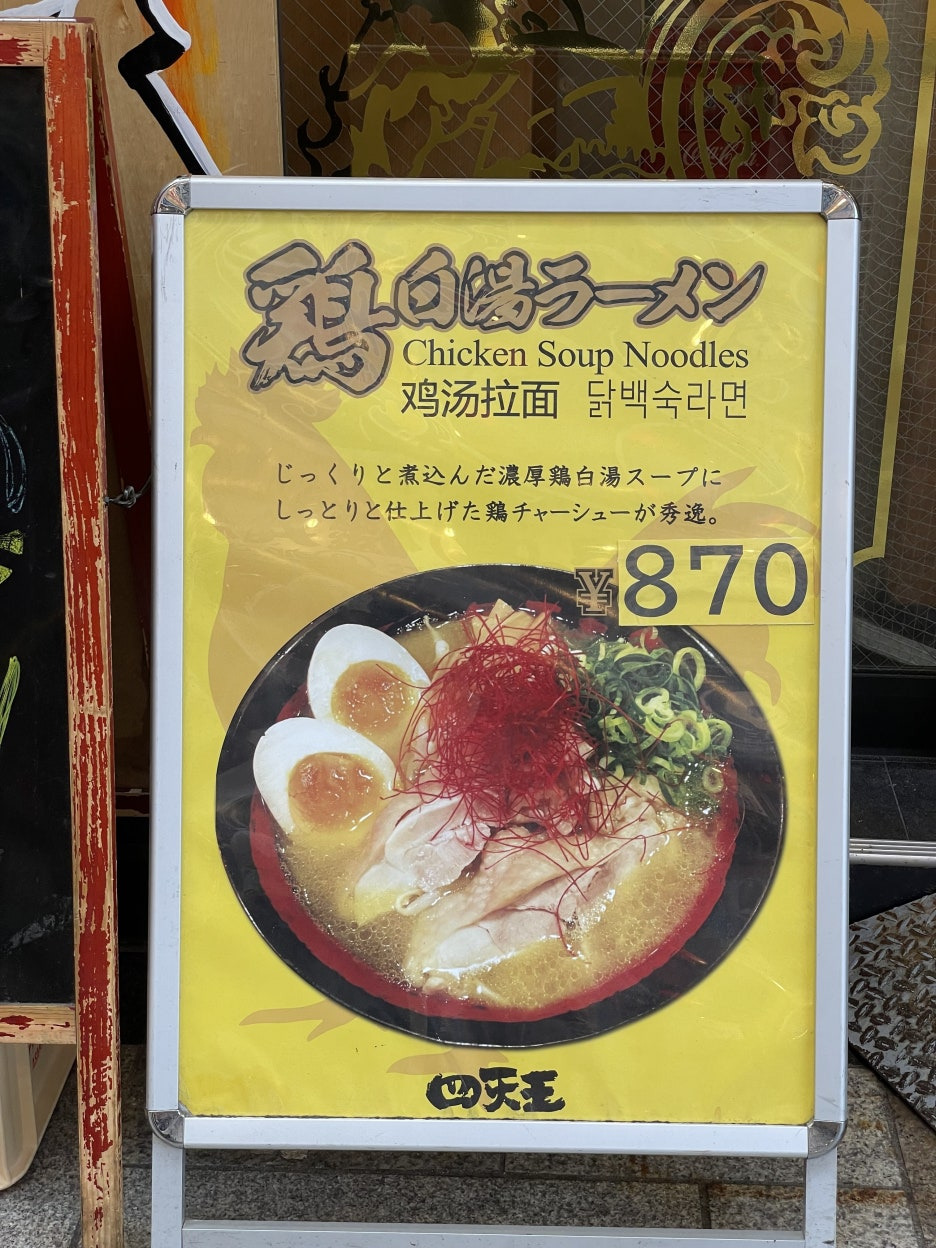 鶏白湯ラーメン
Chicken Soup Noodles
鸡汤拉面 닭백숙라면
じっくりと煮込んだ濃厚鶏白湯スープに
しっとりと仕上げた鶏チャーシューが秀逸。
¥870
四天王